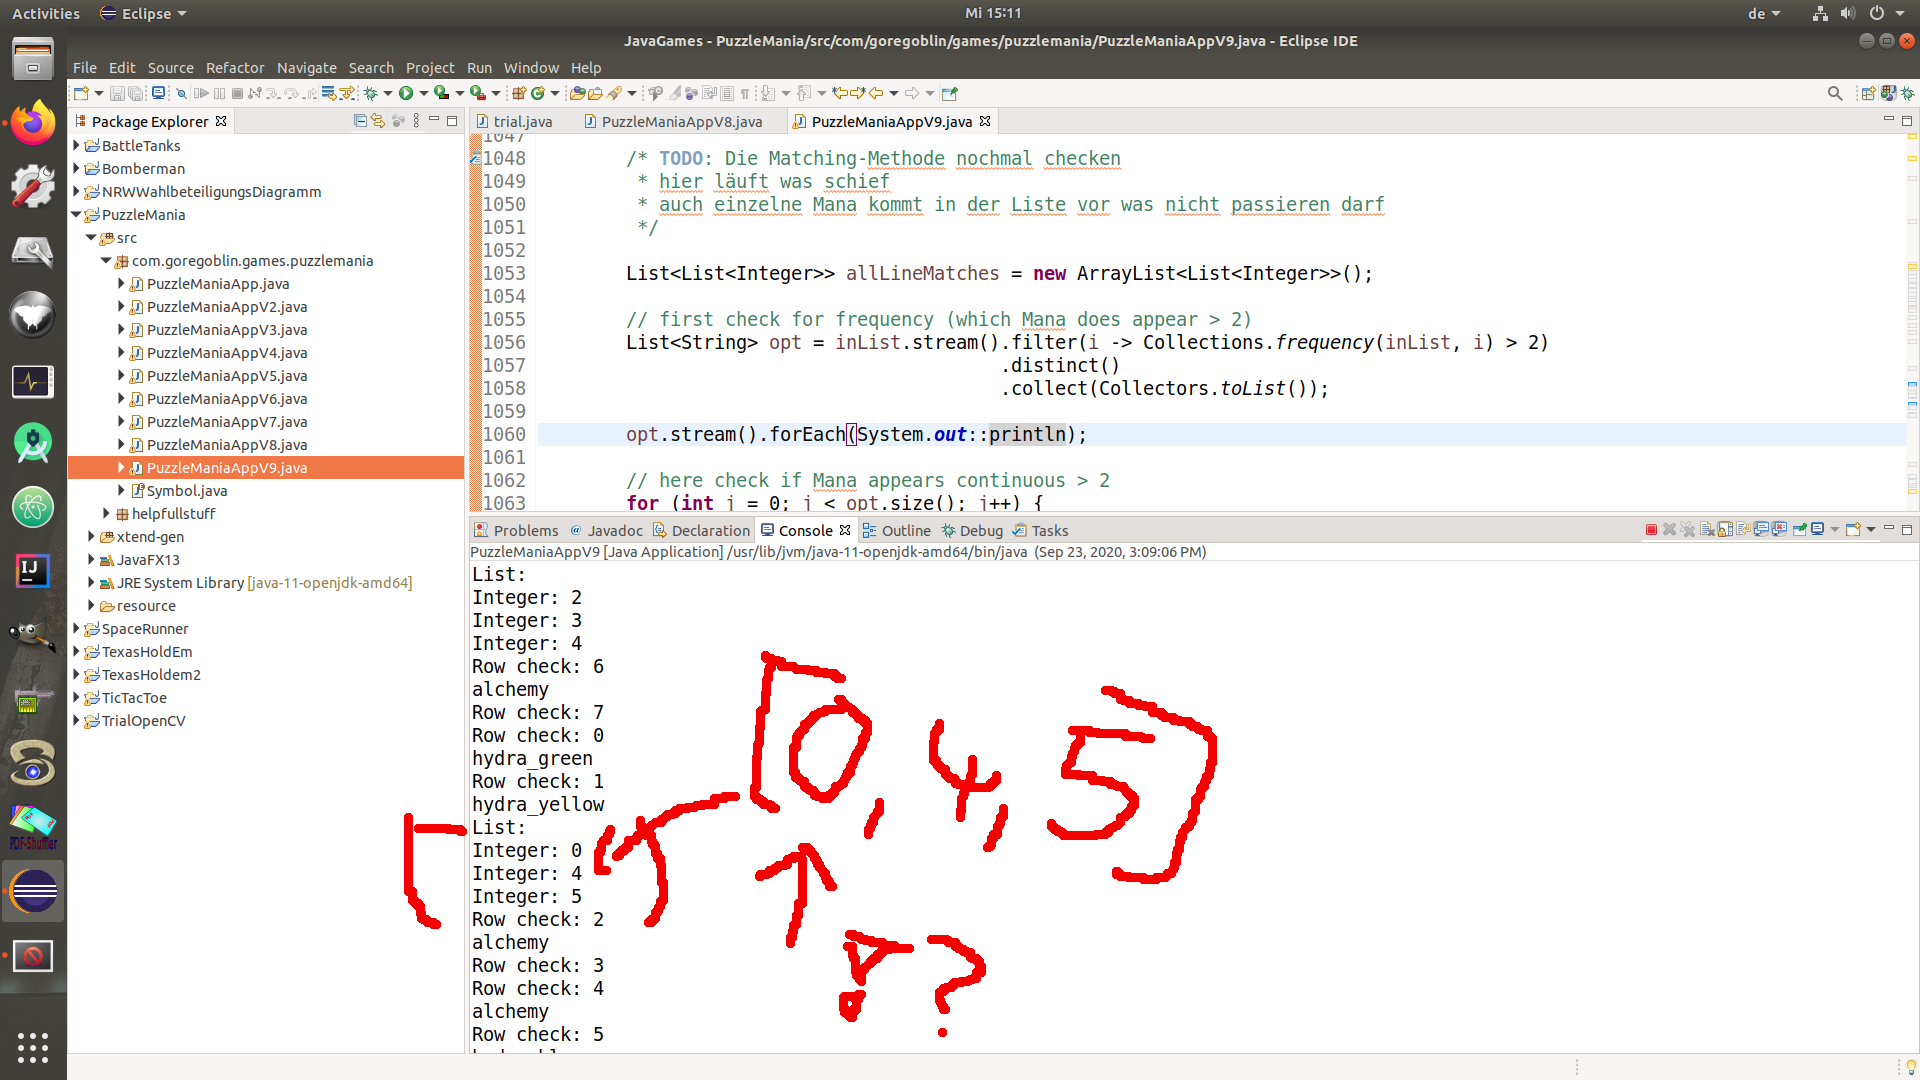 Activities Eclipse Mi 15:11 de
JavaGames - PuzzleMania/src/com/goregoblin/games/puzzlemania/PuzzleManiaAppV9.java - Eclipse IDE
File Edit Source Refactor Navigate Search Project Run Window Help
Package Explorer
BattleTanks
Bomberman
NRWWahlbeteiligungsDiagramm
PuzzleMania
src
com.goregoblin.games.puzzlemania
PuzzleManiaApp.java
PuzzleManiaAppV2.java
PuzzleManiaAppV3.java
PuzzleManiaAppV4.java
PuzzleManiaAppV5.java
PuzzleManiaAppV6.java
PuzzleManiaAppV7.java
PuzzleManiaAppV8.java
PuzzleManiaAppV9.java
Symbol.java
helpfullstuff
xtend-gen
JavaFX13
JRE System Library [java-11-openjdk-amd64]
resource
SpaceRunner
TexasHoldEm
TexasHoldem2
TicTacToe
TrialOpenCV
trial.java PuzzleManiaAppV8.java PuzzleManiaAppV9.java
1047
1048 /* TODO: Die Matching-Methode nochmal checken
1049 * hier läuft was schief
1050 * auch einzelne Mana kommt in der Liste vor was nicht passieren darf
1051 */
1052
1053 List<List<Integer>> allLineMatches = new ArrayList<List<Integer>>();
1054
1055 // first check for frequency (which Mana does appear > 2)
1056 List<String> opt = inList.stream().filter(i -> Collections.frequency(inList, i) > 2)
1057 .distinct()
1058 .collect(Collectors.toList());
1059
1060 opt.stream().forEach(System.out::println);
1061
1062 // here check if Mana appears continuous > 2
1063 for (int j = 0; j < opt.size(); j++) {
Problems Javadoc Declaration Console Outline Debug Tasks
PuzzleManiaAppV9 [Java Application] /usr/lib/jvm/java-11-openjdk-amd64/bin/java (Sep 23, 2020, 3:09:06 PM)
List:
Integer: 2
Integer: 3
Integer: 4
Row check: 6
alchemy
Row check: 7
Row check: 0
hydra_green
Row check: 1
hydra_yellow
List:
Integer: 0
Integer: 4
Integer: 5
Row check: 2
alchemy
Row check: 3
Row check: 4
alchemy
Row check: 5
[0, 4, 5]
!?
PDF-Shuffler
IJ